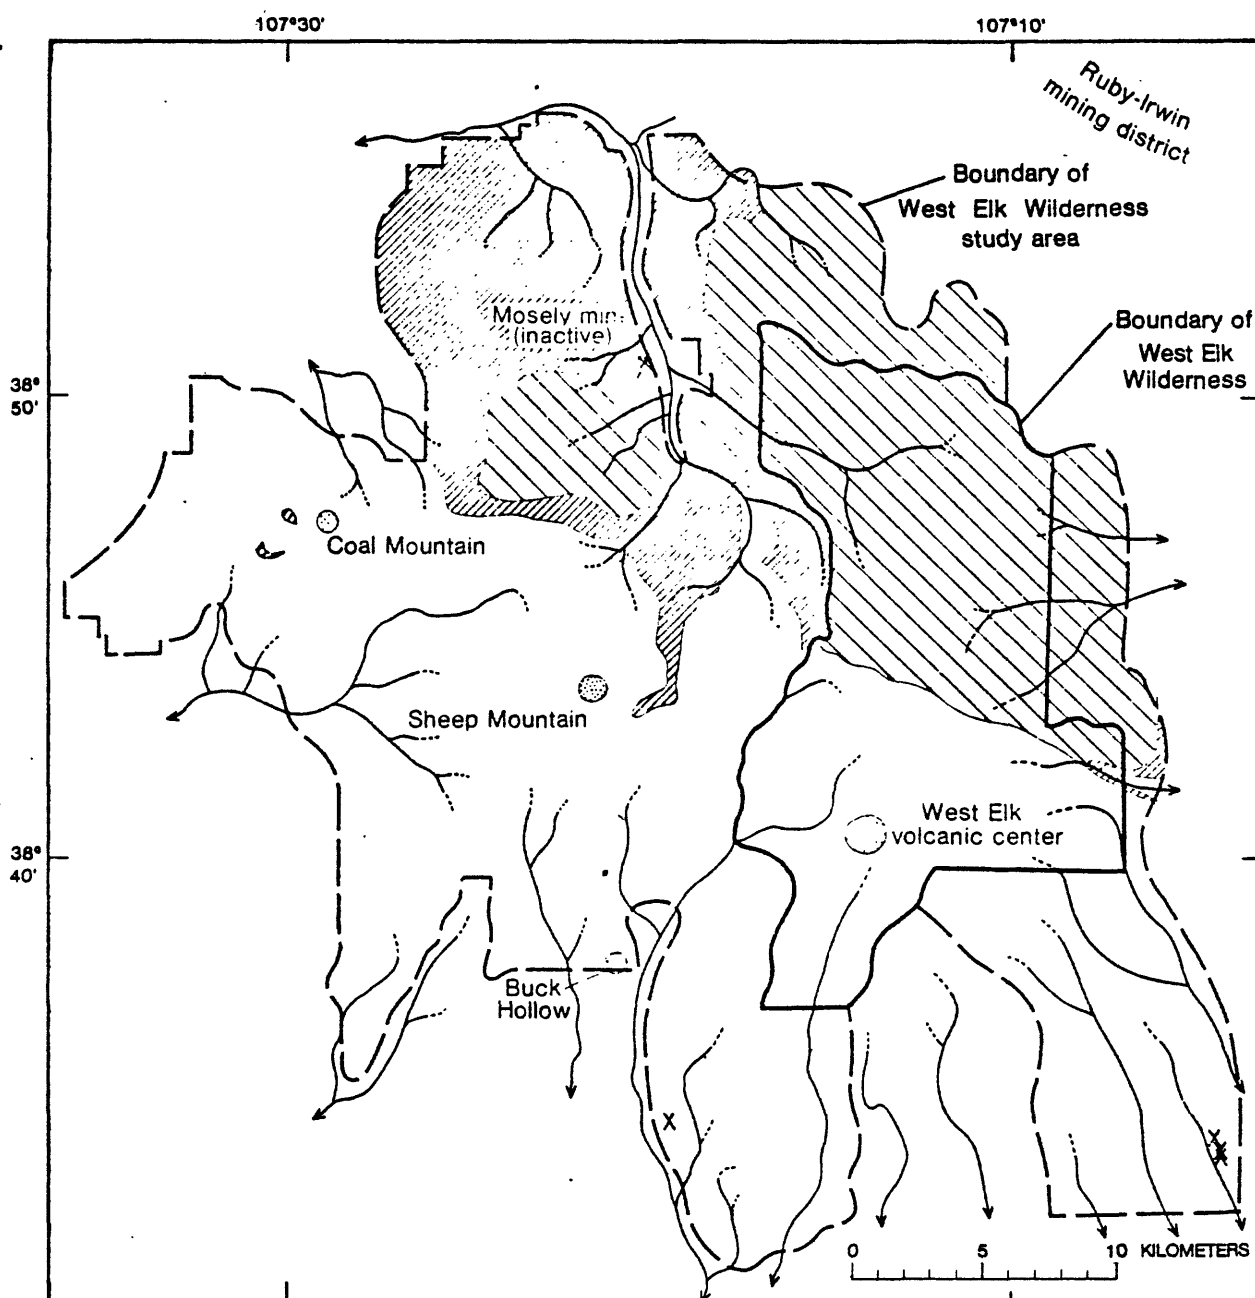 107°30'
107°10'
Ruby-Irwin
mining district
Boundary of
West Elk Wilderness
study area
Mosely min
(inactive)
Boundary of
West Elk
Wilderness
38°
50'
Coal Mountain
Sheep Mountain
West Elk
volcanic center
38°
40'
Buck
Hollow
X
X
X
X
0 5 10 KILOMETERS